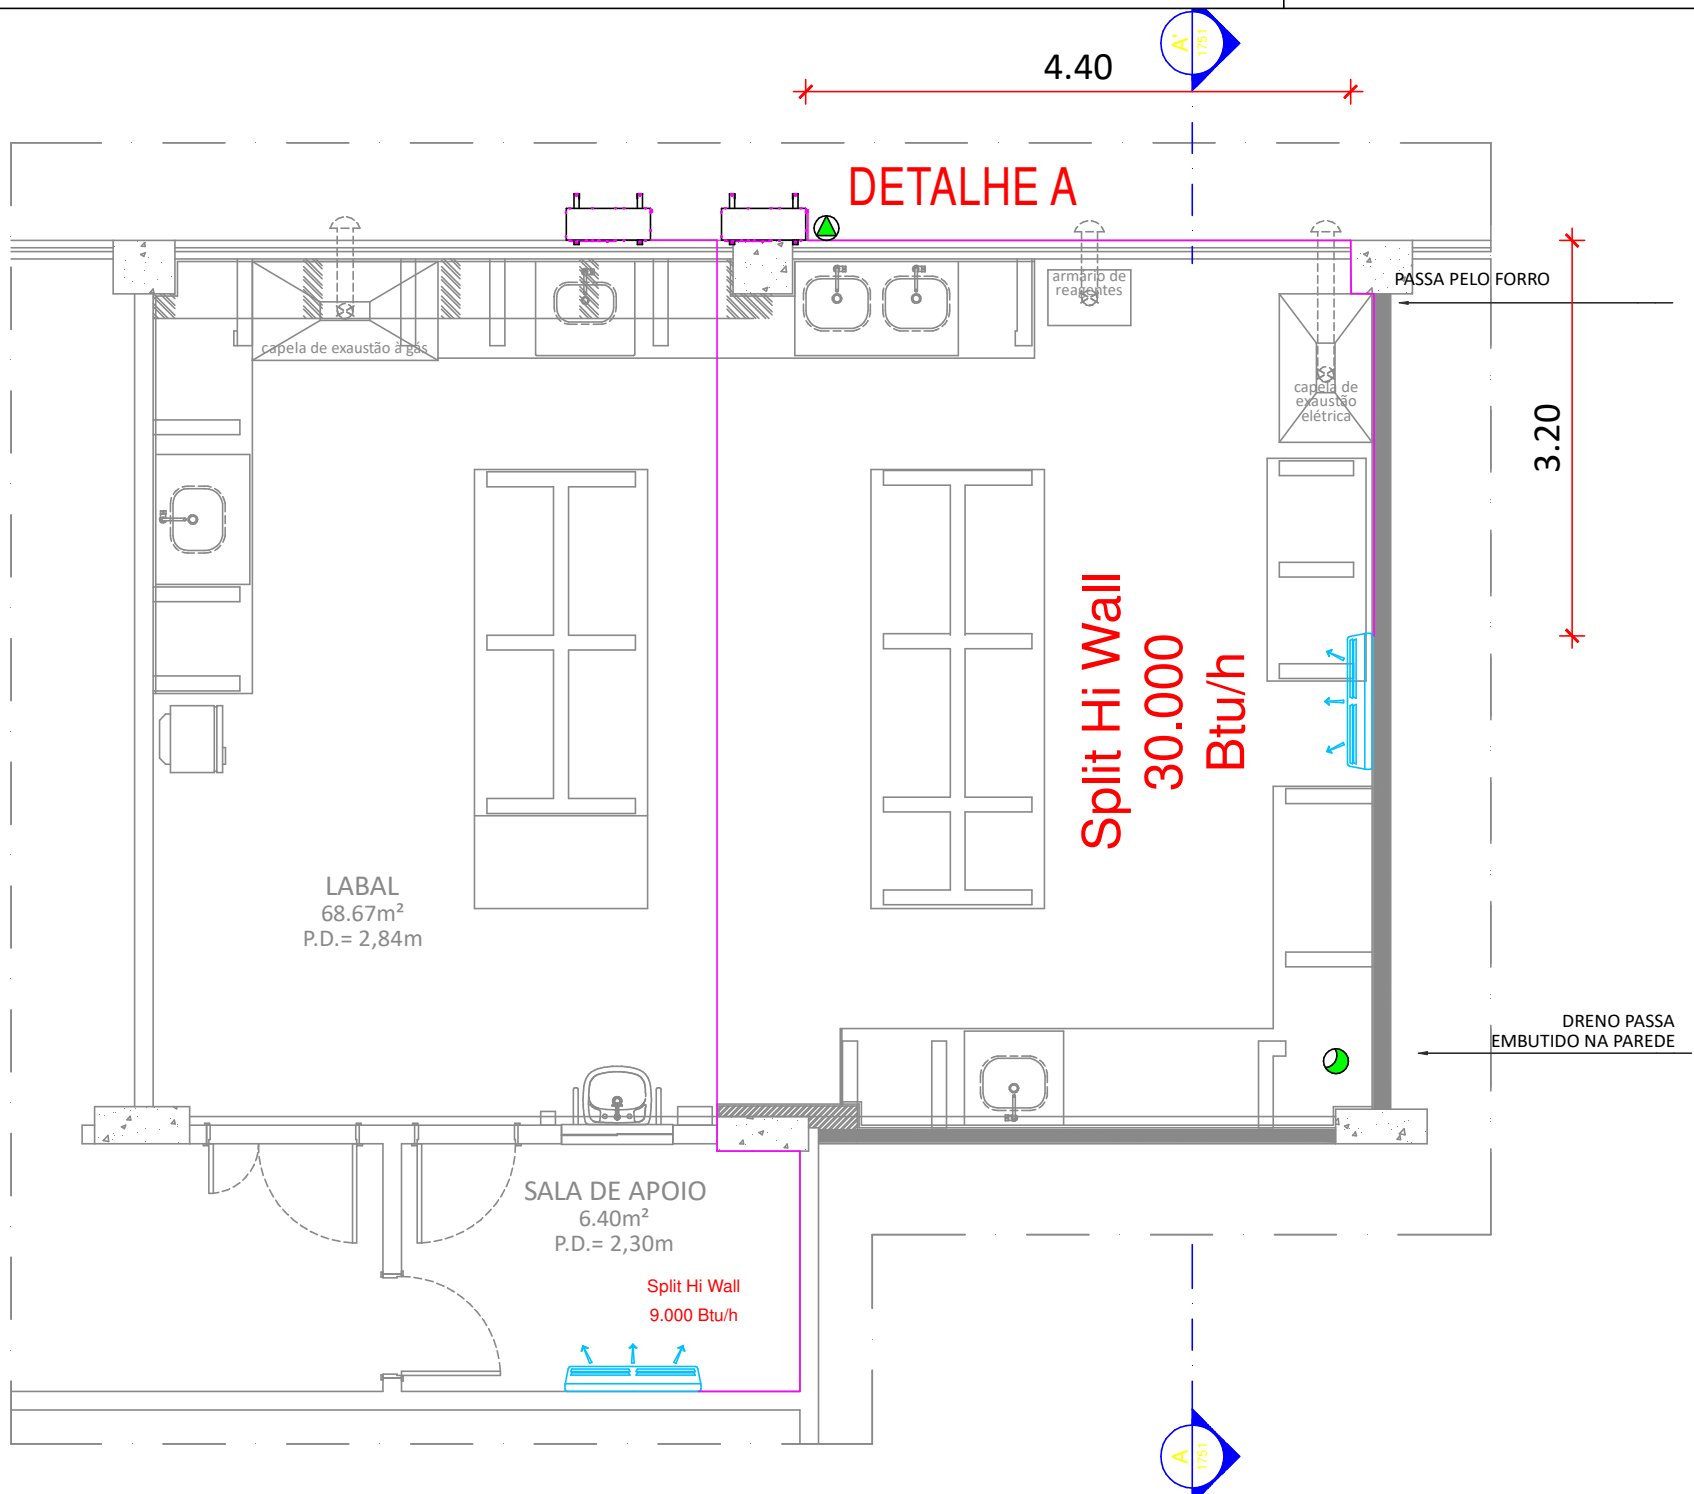 A'
1751
4.40
DETALHE A
armário de
reagentes
PASSA PELO FORRO
capela de exaustão à gás
capela de
exaustão
elétrica
3.20
Split Hi Wall
30.000
Btu/h
LABAL
68.67m²
P.D.= 2,84m
DRENO PASSA
EMBUTIDO NA PAREDE
SALA DE APOIO
6.40m²
P.D.= 2,30m
Split Hi Wall
9.000 Btu/h
A
1751